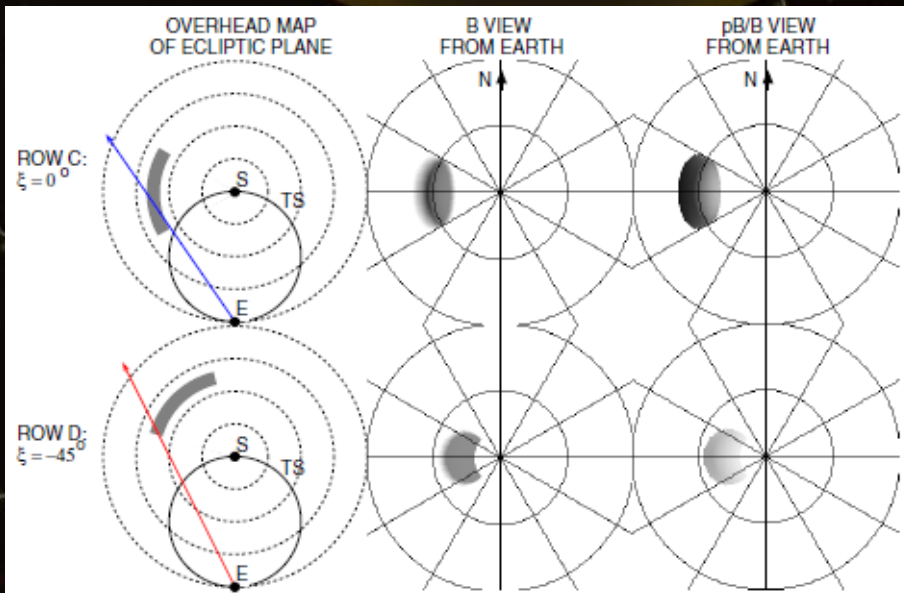 OVERHEAD MAP
OF ECLIPTIC PLANE
B VIEW
FROM EARTH
pB/B VIEW
FROM EARTH
ROW C:
ξ = 0°
S
TS
E
N
N
ROW D:
ξ = −45°
S
TS
E